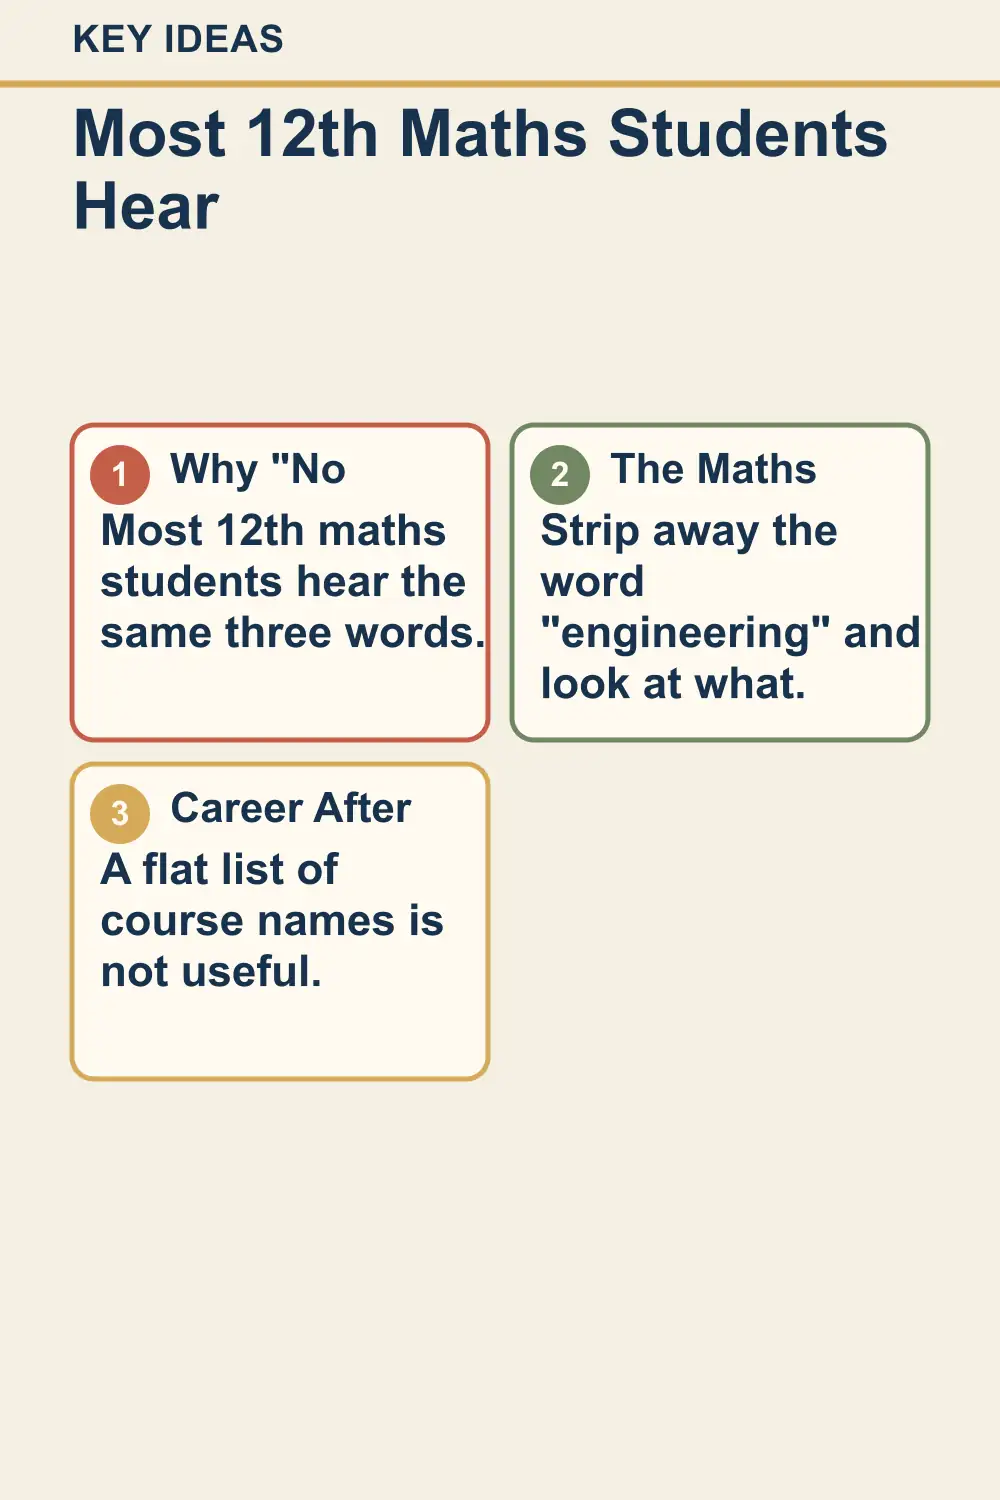 KEY IDEAS
Most 12th Maths Students
Hear
1 Why "No
Most 12th maths
students hear the
same three words.
2 The Maths
Strip away the
word
"engineering" and
look at what.
3 Career After
A flat list of
course names is
not useful.